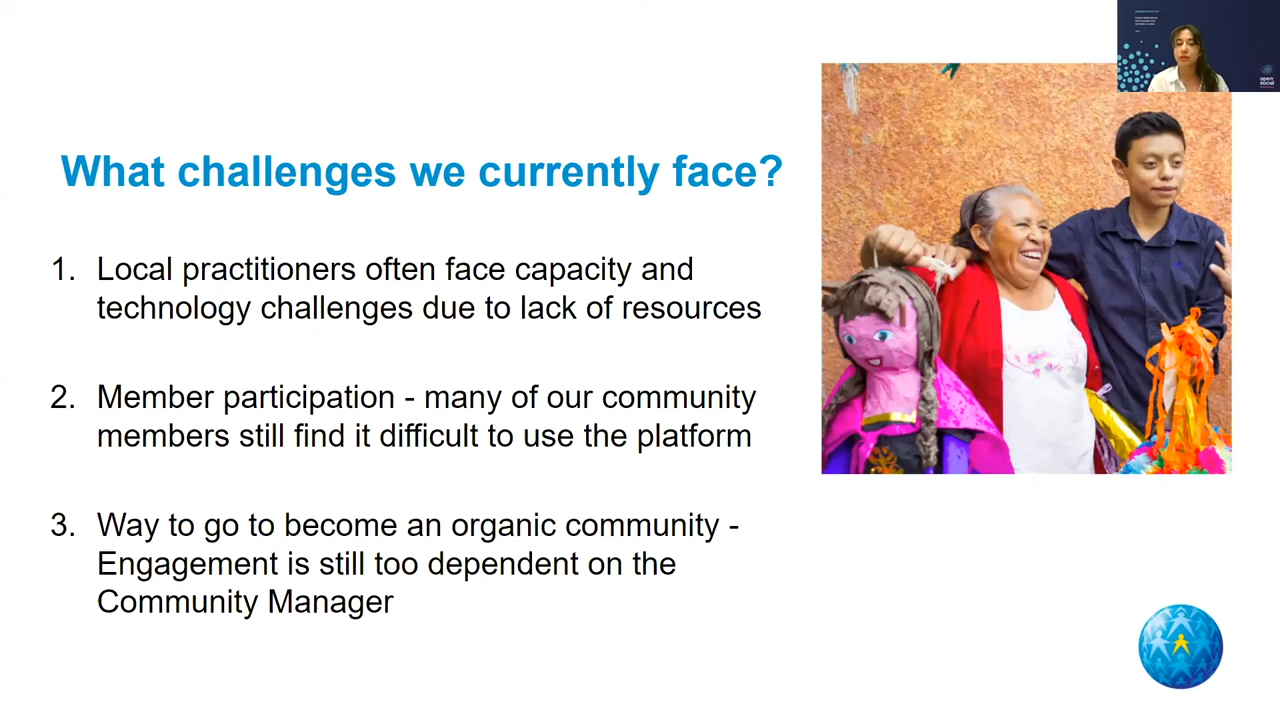 What challenges we currently face?
1. Local practitioners often face capacity and
technology challenges due to lack of resources
2. Member participation - many of our community
members still find it difficult to use the platform
3. Way to go to become an organic community -
Engagement is still too dependent on the
Community Manager
open
social